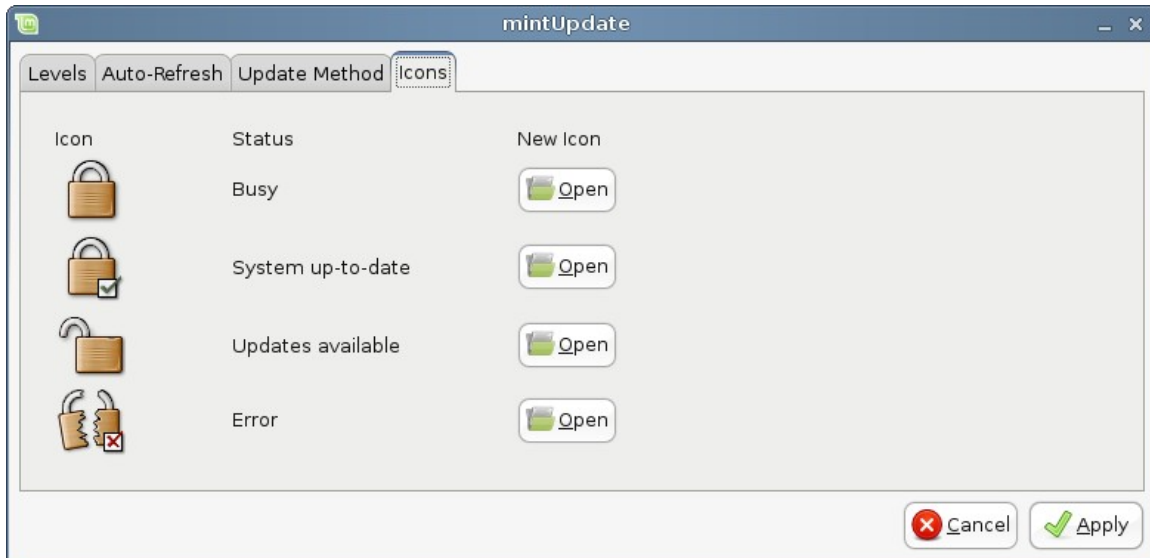 mintUpdate
Levels Auto-Refresh Update Method Icons
Icon Status New Icon
Busy Open
System up-to-date Open
Updates available Open
Error Open
Cancel Apply